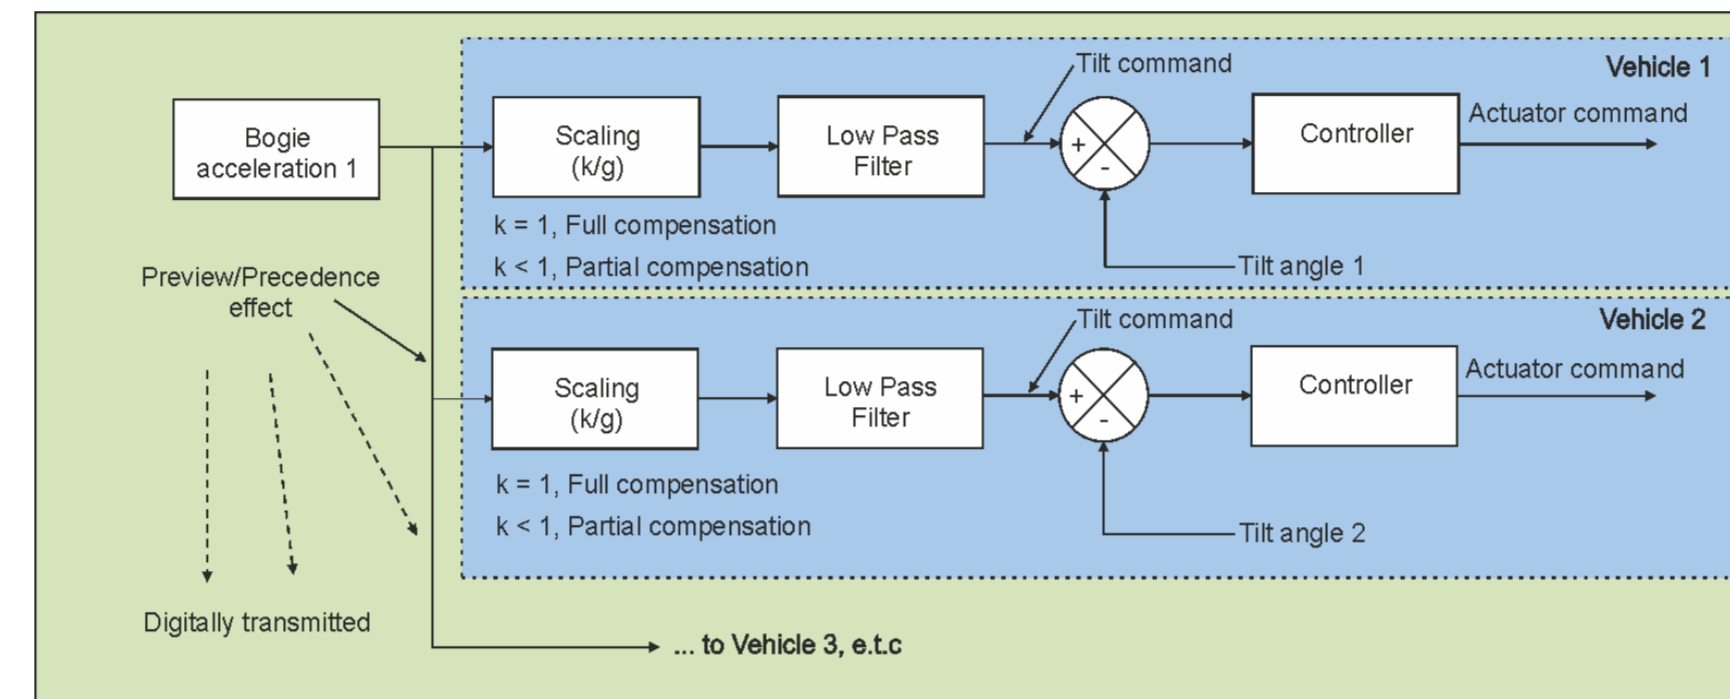 Vehicle 1
Tilt command
Bogie
acceleration 1
Scaling
(k/g)
Low Pass
Filter
+
-
Controller
Actuator command
k = 1, Full compensation
k < 1, Partial compensation
Tilt angle 1
Preview/Precedence
effect
Vehicle 2
Tilt command
Scaling
(k/g)
Low Pass
Filter
+
-
Controller
Actuator command
k = 1, Full compensation
k < 1, Partial compensation
Tilt angle 2
Digitally transmitted
... to Vehicle 3, e.t.c